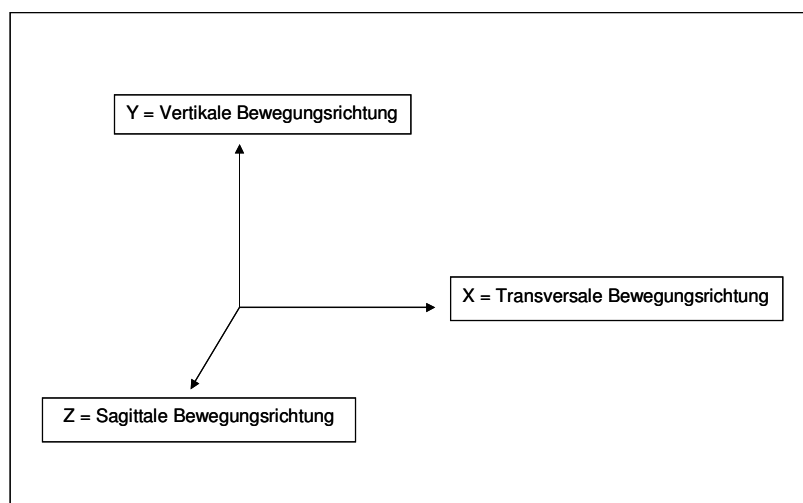 Y = Vertikale Bewegungsrichtung
X = Transversale Bewegungsrichtung
Z = Sagittale Bewegungsrichtung